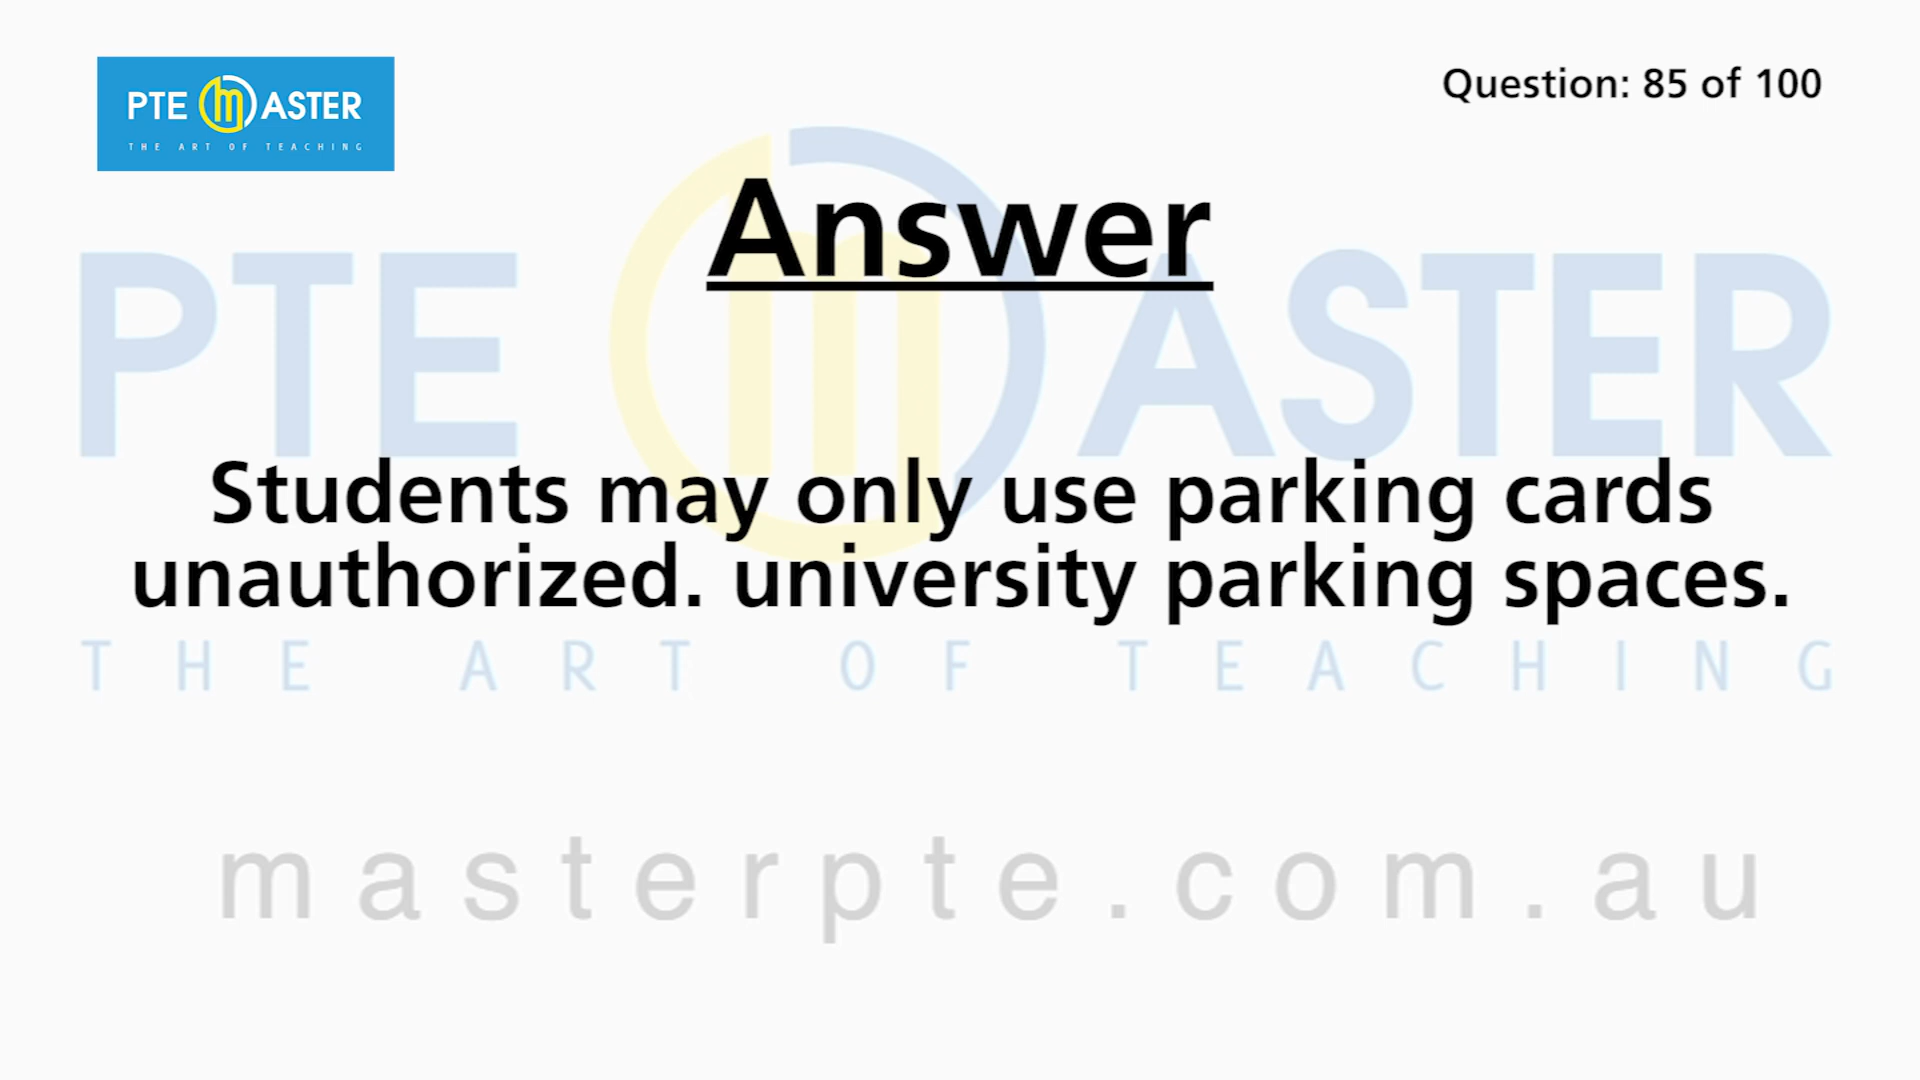 PTE MASTER
THE ART OF TEACHING
Question: 85 of 100
Answer
PTE MASTER
Students may only use parking cards
unauthorized. university parking spaces.
THE ART OF TEACHING
masterpte.com.au